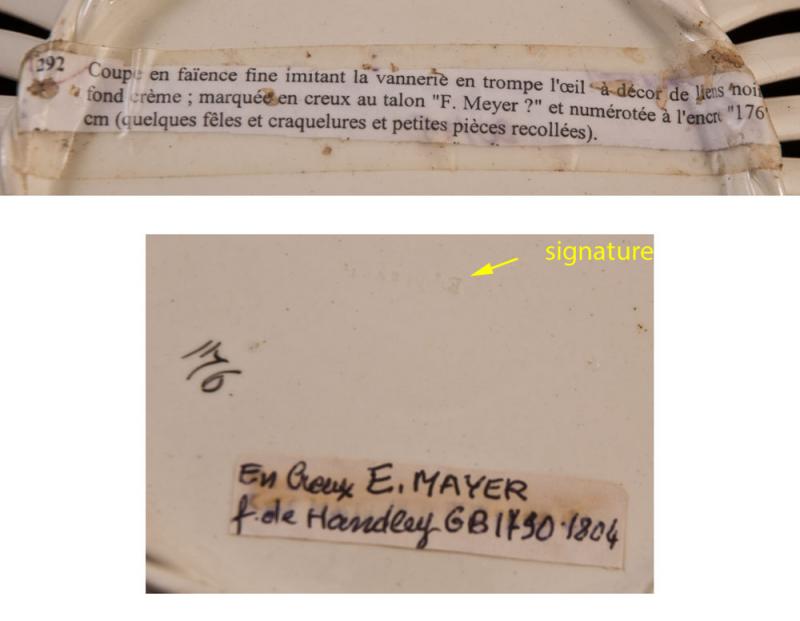 292 Coupe en faïence fine imitant la vannerie en trompe l'œil à décor de liens noi
fond crème ; marquée en creux au talon "F. Meyer ?" et numérotée à l'encre "176"
cm (quelques fêles et craquelures et petites pièces recollées).
signature
176.
En Creux E. MAYER
f. de Handley GB 1790-1804